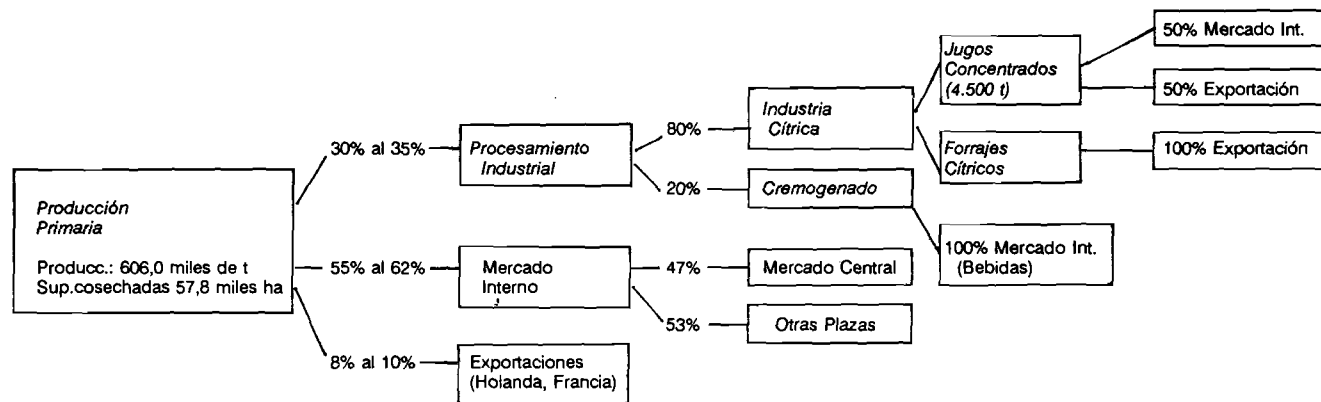 Producción
Primaria
Producc.: 606,0 miles de t
Sup.cosechadas 57,8 miles ha
30% al 35%
Procesamiento
Industrial
80%
Industria
Cítrica
Jugos
Concentrados
(4.500 t)
50% Mercado Int.
50% Exportación
Forrajes
Cítricos
100% Exportación
20%
Cremogenado
100% Mercado Int.
(Bebidas)
55% al 62%
Mercado
Interno
47%
Mercado Central
53%
Otras Plazas
8% al 10%
Exportaciones
(Holanda, Francia)